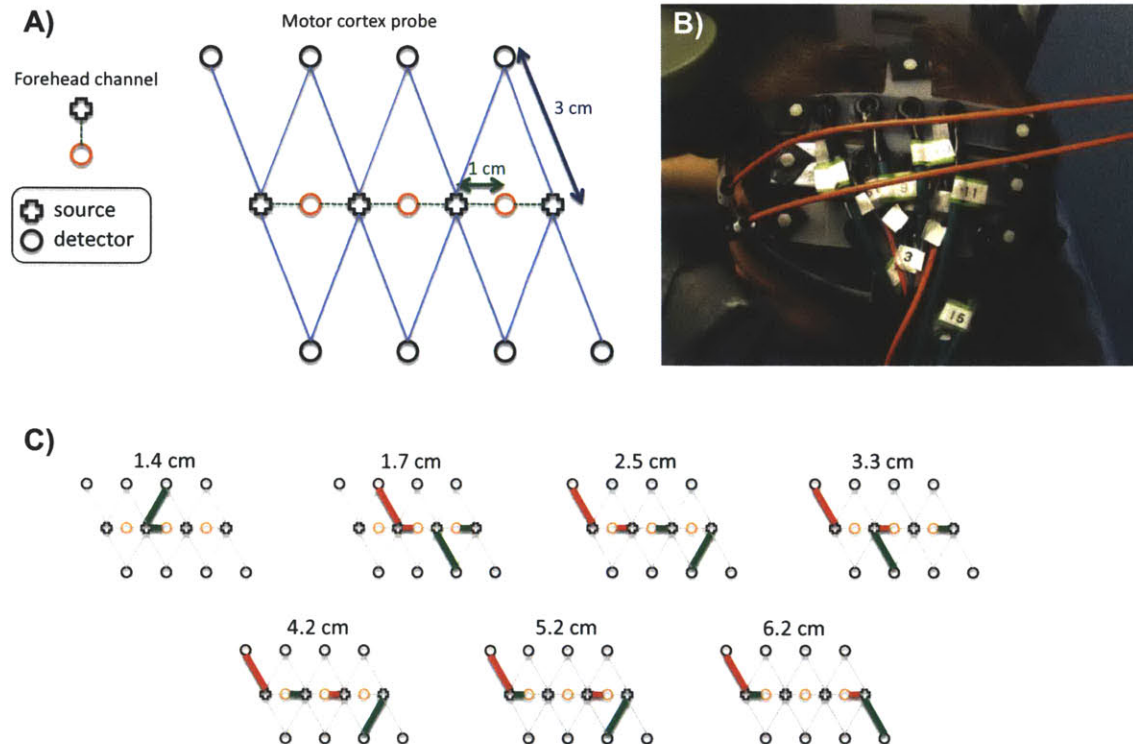 A)
Motor cortex probe
Forehead channel
3 cm
1 cm
source
detector
B)
9
11
3
15
C)
1.4 cm
1.7 cm
2.5 cm
3.3 cm
4.2 cm
5.2 cm
6.2 cm